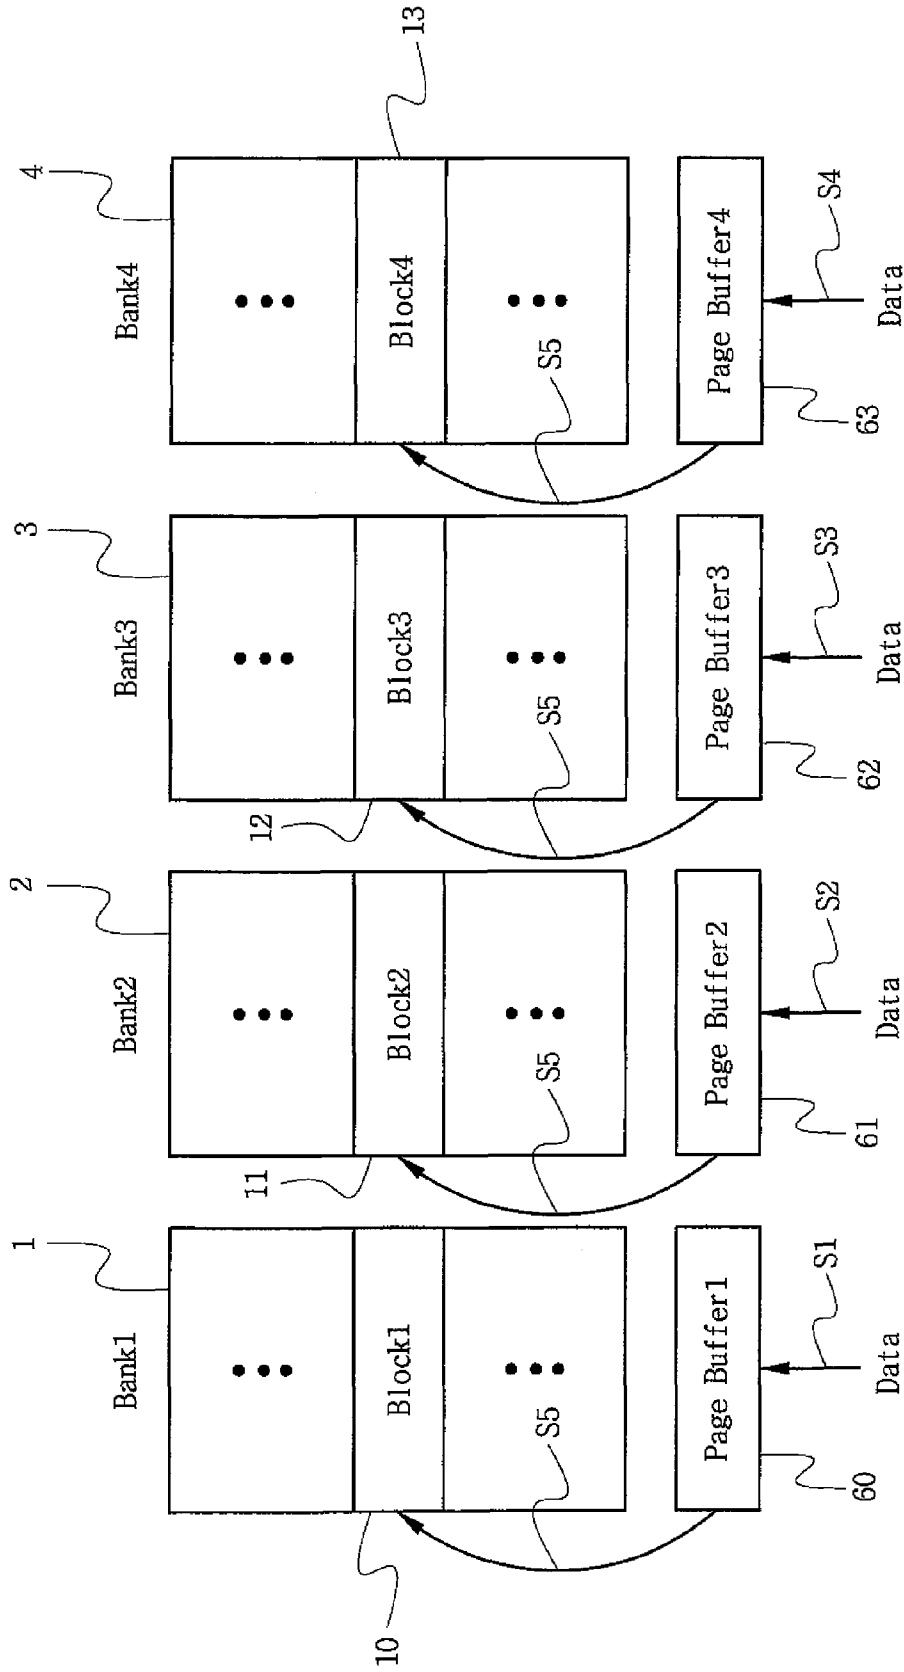 1
2
3
4
Bank1
Bank2
Bank3
Bank4
10
Block1
11
Block2
12
Block3
Block4
13
S5
S5
S5
S5
Page Buffer1
Page Buffer2
Page Buffer3
Page Buffer4
60
S1
61
S2
62
S3
63
S4
Data
Data
Data
Data